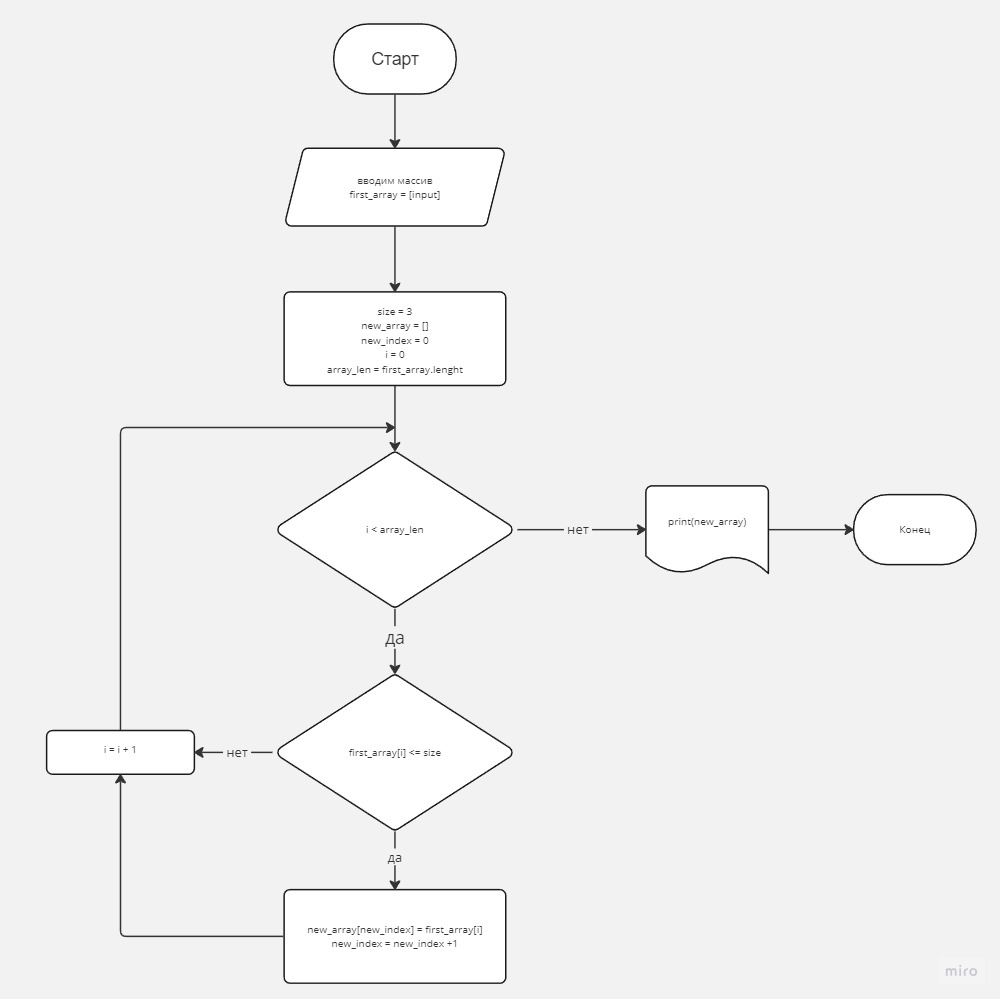 Старт
вводим массив
first_array = [input]
size = 3
new_array = []
new_index = 0
i = 0
array_len = first_array.lenght
i < array_len
нет
print(new_array)
Конец
да
first_array[i] <= size
нет
i = i + 1
да
new_array[new_index] = first_array[i]
new_index = new_index +1
miro